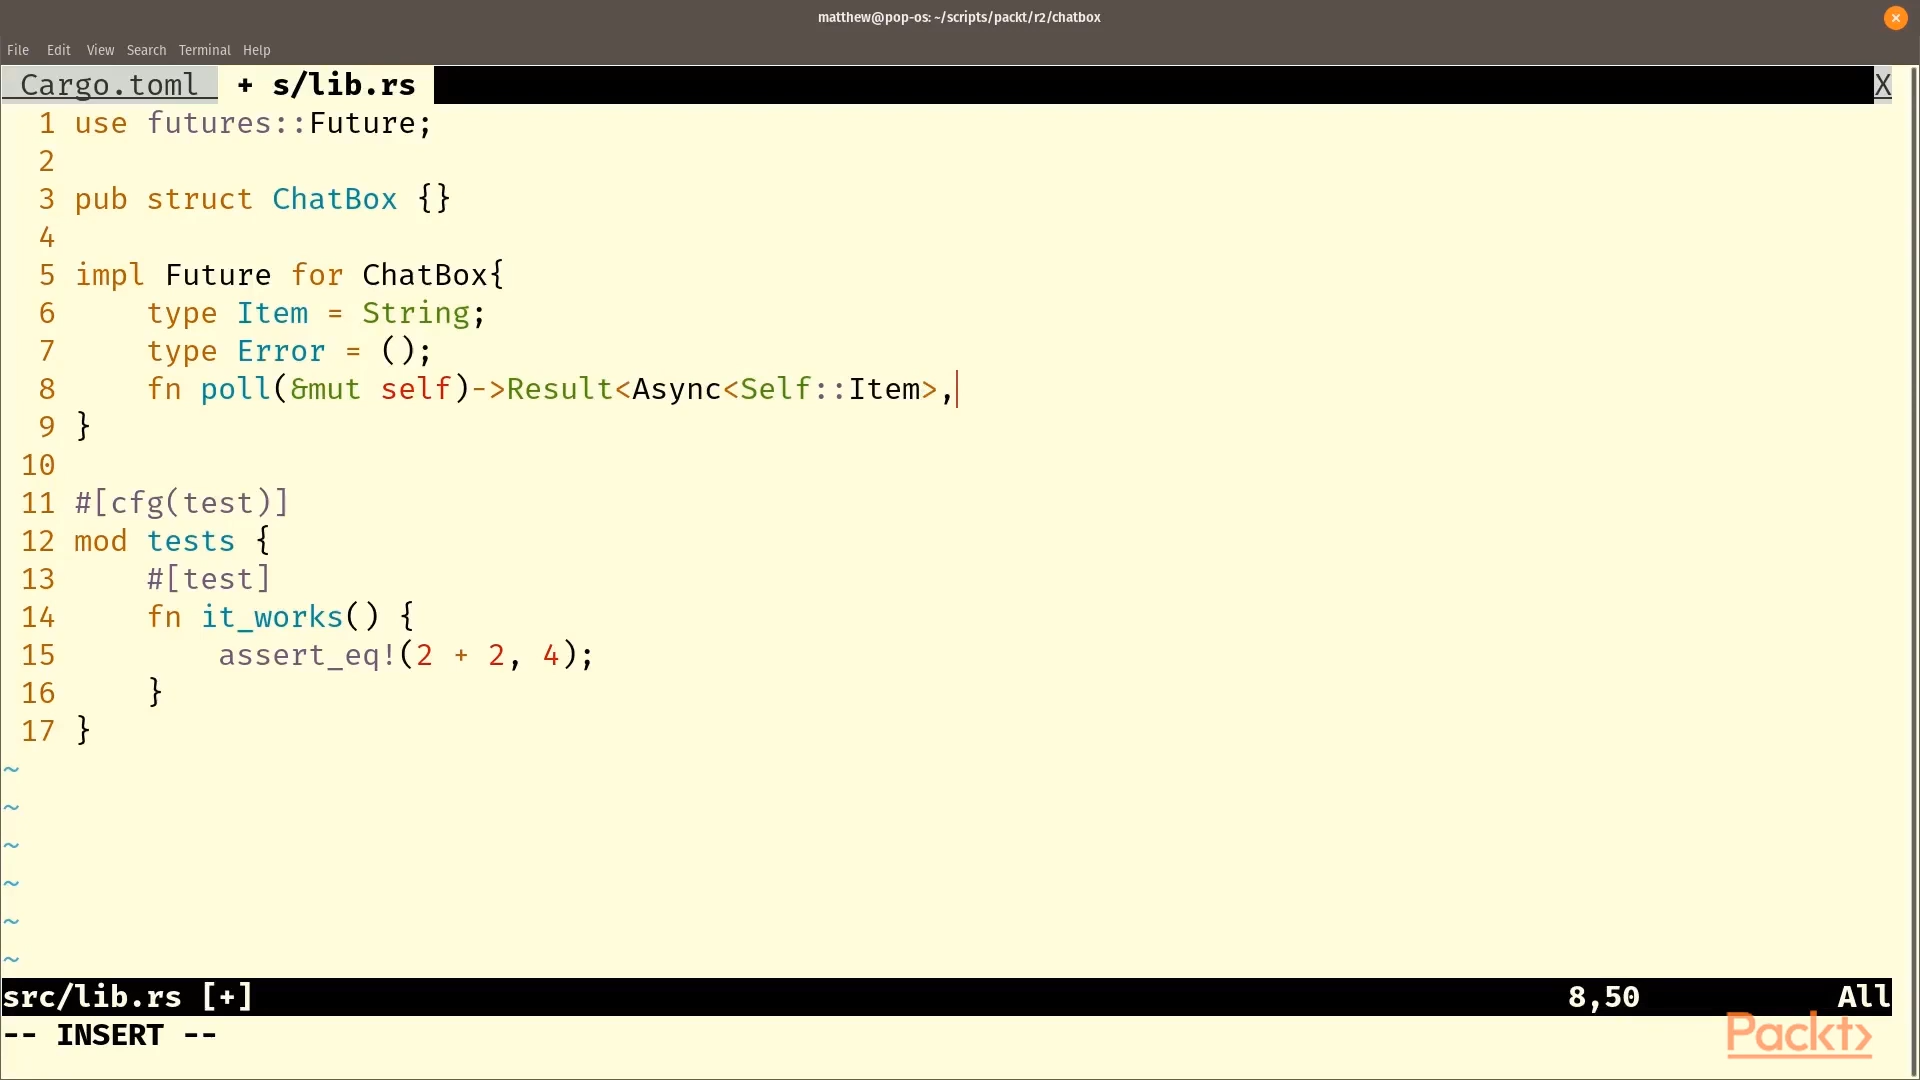 matthew@pop-os: ~/scripts/packt/r2/chatbox
×
File Edit View Search Terminal Help
Cargo.toml + s/lib.rs X
1 use futures::Future;
2
3 pub struct ChatBox {}
4
5 impl Future for ChatBox{
6     type Item = String;
7     type Error = ();
8     fn poll(&mut self)->Result<Async<Self::Item>,
9 }
10
11 #[cfg(test)]
12 mod tests {
13     #[test]
14     fn it_works() {
15         assert_eq!(2 + 2, 4);
16     }
17 }
~
~
~
~
~
~
src/lib.rs [+] 8,50 All
-- INSERT --
Packt>